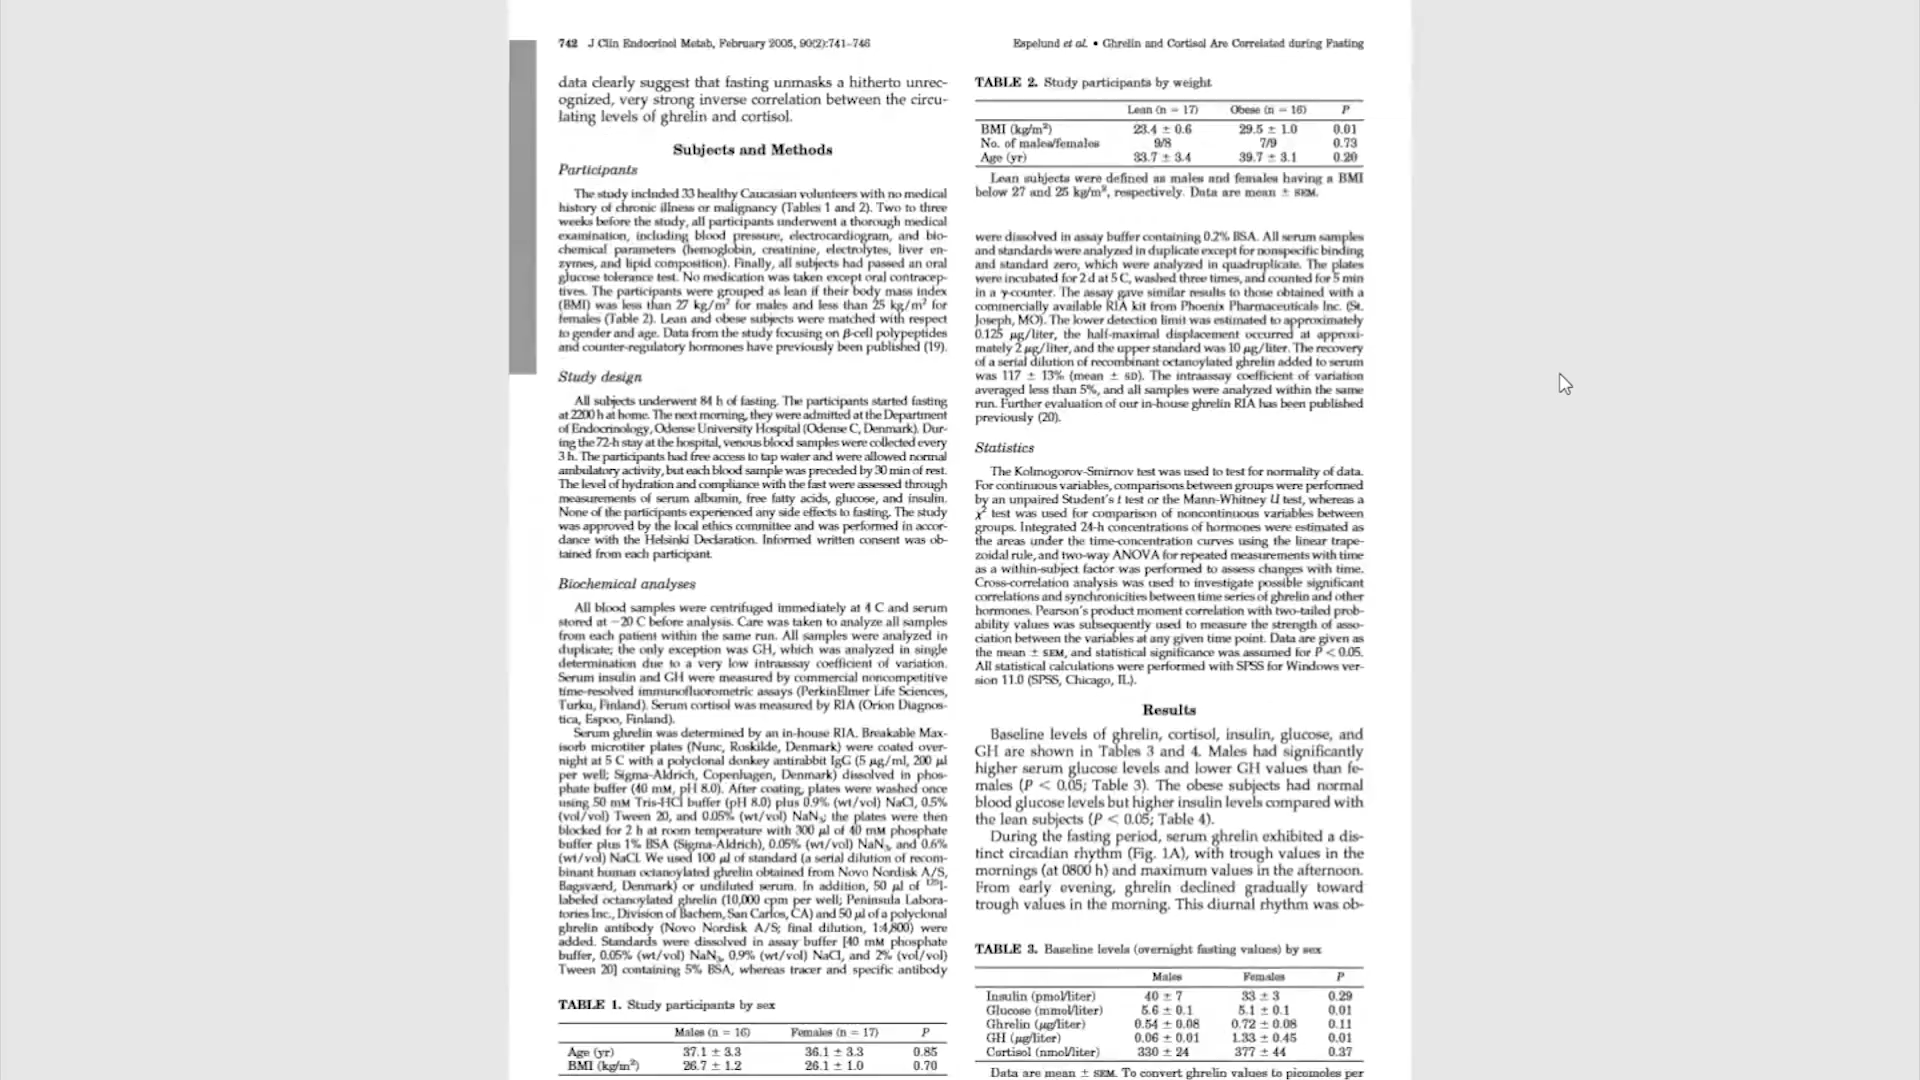 742 J Clin Endocrinol Metab, February 2005, 90(2):741–746
Espelund et al. • Ghrelin and Cortisol Are Correlated during Fasting
data clearly suggest that fasting unmasks a hitherto unrec-
ognized, very strong inverse correlation between the circu-
lating levels of ghrelin and cortisol.
Subjects and Methods
Participants
The study included 33 healthy Caucasian volunteers with no medical
history of chronic illness or malignancy (Tables 1 and 2). Two to three
weeks before the study, all participants underwent a thorough medical
examination, including blood pressure, electrocardiogram, and bio-
chemical parameters (hemoglobin, creatinine, electrolytes, liver en-
zymes, and lipid composition). Finally, all subjects had passed an oral
glucose tolerance test. No medication was taken except oral contracep-
tives. The participants were grouped as lean if their body mass index
(BMI) was less than 27 kg/m² for males and less than 25 kg/m² for
females (Table 2). Lean and obese subjects were matched with respect
to gender and age. Data from the study focusing on β-cell polypeptides
and counter-regulatory hormones have previously been published (19).
Study design
All subjects underwent 84 h of fasting. The participants started fasting
at 2200 h at home. The next morning, they were admitted at the Department
of Endocrinology, Odense University Hospital (Odense C, Denmark). Dur-
ing the 72-h stay at the hospital, venous blood samples were collected every
3 h. The participants had free access to tap water and were allowed normal
ambulatory activity, but each blood sample was preceded by 30 min of rest.
The level of hydration and compliance with the fast were assessed through
measurements of serum albumin, free fatty acids, glucose, and insulin.
None of the participants experienced any side effects to fasting. The study
was approved by the local ethics committee and was performed in accor-
dance with the Helsinki Declaration. Informed written consent was ob-
tained from each participant.
Biochemical analyses
All blood samples were centrifuged immediately at 4 C and serum
stored at −20 C before analysis. Care was taken to analyze all samples
from each patient within the same run. All samples were analyzed in
duplicate; the only exception was GH, which was analyzed in single
determination due to a very low intraassay coefficient of variation.
Serum insulin and GH were measured by commercial noncompetitive
time-resolved immunofluorometric assays (PerkinElmer Life Sciences,
Turku, Finland). Serum cortisol was measured by RIA (Orion Diagnos-
tica, Espoo, Finland).
Serum ghrelin was determined by an in-house RIA. Breakable Max-
isorb microtiter plates (Nunc, Roskilde, Denmark) were coated over-
night at 5 C with a polyclonal donkey antirabbit IgG (5 μg/ml, 200 μl
per well; Sigma-Aldrich, Copenhagen, Denmark) dissolved in phos-
phate buffer (40 mM, pH 8.0). After coating, plates were washed once
using 50 mM Tris-HCl buffer (pH 8.0) plus 0.9% (wt/vol) NaCl, 0.5%
(vol/vol) Tween 20, and 0.05% (wt/vol) NaN₃; the plates were then
blocked for 2 h at room temperature with 300 μl of 40 mM phosphate
buffer plus 1% BSA (Sigma-Aldrich), 0.05% (wt/vol) NaN₃, and 0.6%
(wt/vol) NaCl. We used 100 μl of standard (a serial dilution of recom-
binant human octanoylated ghrelin obtained from Novo Nordisk A/S,
Bagsværd, Denmark) or undiluted serum. In addition, 50 μl of ¹²⁵I-
labeled octanoylated ghrelin (10,000 cpm per well; Peninsula Labora-
tories Inc., Division of Bachem, San Carlos, CA) and 50 μl of a polyclonal
ghrelin antibody (Novo Nordisk A/S; final dilution, 1:4,800) were
added. Standards were dissolved in assay buffer [40 mM phosphate
buffer, 0.05% (wt/vol) NaN₃, 0.9% (wt/vol) NaCl, and 2% (vol/vol)
Tween 20] containing 5% BSA, whereas tracer and specific antibody
TABLE 1. Study participants by sex
Males (n = 16) Females (n = 17) P
Age (yr) 37.1 ± 3.3 36.1 ± 3.3 0.85
BMI (kg/m²) 26.7 ± 1.2 26.1 ± 1.0 0.70
TABLE 2. Study participants by weight
Lean (n = 17) Obese (n = 16) P
BMI (kg/m²) 23.4 ± 0.6 29.5 ± 1.0 0.01
No. of males/females 9/8 7/9 0.73
Age (yr) 33.7 ± 3.4 39.7 ± 3.1 0.20
Lean subjects were defined as males and females having a BMI
below 27 and 25 kg/m², respectively. Data are mean ± SEM.
were dissolved in assay buffer containing 0.2% BSA. All serum samples
and standards were analyzed in duplicate except for nonspecific binding
and standard zero, which were analyzed in quadruplicate. The plates
were incubated for 2 d at 5 C, washed three times, and counted for 5 min
in a γ-counter. The assay gave similar results to those obtained with a
commercially available RIA kit from Phoenix Pharmaceuticals Inc. (St.
Joseph, MO). The lower detection limit was estimated to approximately
0.125 μg/liter, the half-maximal displacement occurred at approxi-
mately 2 μg/liter, and the upper standard was 10 μg/liter. The recovery
of a serial dilution of recombinant octanoylated ghrelin added to serum
was 117 ± 13% (mean ± SD). The intraassay coefficient of variation
averaged less than 5%, and all samples were analyzed within the same
run. Further evaluation of our in-house ghrelin RIA has been published
previously (20).
Statistics
The Kolmogorov-Smirnov test was used to test for normality of data.
For continuous variables, comparisons between groups were performed
by an unpaired Student's t test or the Mann-Whitney U test, whereas a
χ² test was used for comparison of noncontinuous variables between
groups. Integrated 24-h concentrations of hormones were estimated as
the areas under the time-concentration curves using the linear trape-
zoidal rule, and two-way ANOVA for repeated measurements with time
as a within-subject factor was performed to assess changes with time.
Cross-correlation analysis was used to investigate possible significant
correlations and synchronicities between time series of ghrelin and other
hormones. Pearson's product moment correlation with two-tailed prob-
ability values was subsequently used to measure the strength of asso-
ciation between the variables at any given time point. Data are given as
the mean ± SEM, and statistical significance was assumed for P < 0.05.
All statistical calculations were performed with SPSS for Windows ver-
sion 11.0 (SPSS, Chicago, IL).
Results
Baseline levels of ghrelin, cortisol, insulin, glucose, and
GH are shown in Tables 3 and 4. Males had significantly
higher serum glucose levels and lower GH values than fe-
males (P < 0.05; Table 3). The obese subjects had normal
blood glucose levels but higher insulin levels compared with
the lean subjects (P < 0.05; Table 4).
During the fasting period, serum ghrelin exhibited a dis-
tinct circadian rhythm (Fig. 1A), with trough values in the
mornings (at 0800 h) and maximum values in the afternoon.
From early evening, ghrelin declined gradually toward
trough values in the morning. This diurnal rhythm was ob-
TABLE 3. Baseline levels (overnight fasting values) by sex
Males Females P
Insulin (pmol/liter) 40 ± 7 33 ± 3 0.29
Glucose (mmol/liter) 5.6 ± 0.1 5.1 ± 0.1 0.01
Ghrelin (μg/liter) 0.54 ± 0.08 0.72 ± 0.08 0.11
GH (μg/liter) 0.06 ± 0.01 1.33 ± 0.45 0.01
Cortisol (nmol/liter) 330 ± 24 377 ± 44 0.37
Data are mean ± SEM. To convert ghrelin values to picomoles per